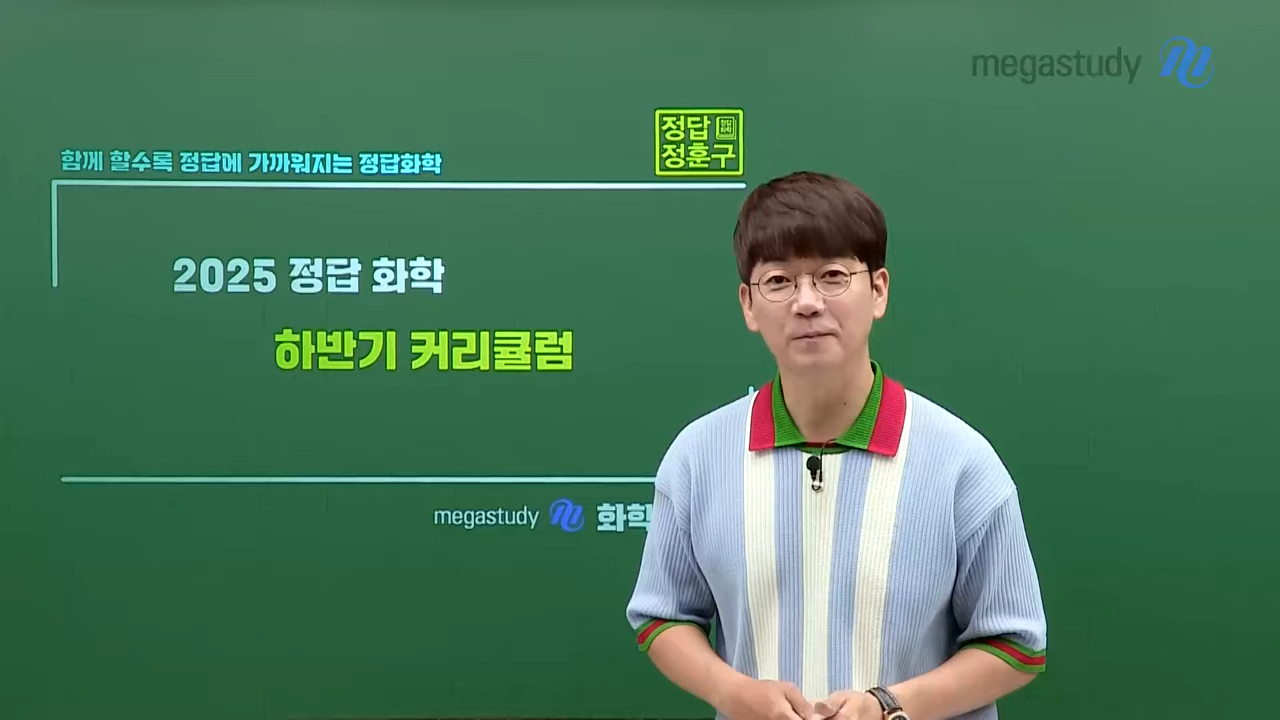 megastudy
정답
정훈구
함께 할수록 정답에 가까워지는 정답화학
2025 정답 화학
하반기 커리큘럼
megastudy 화학